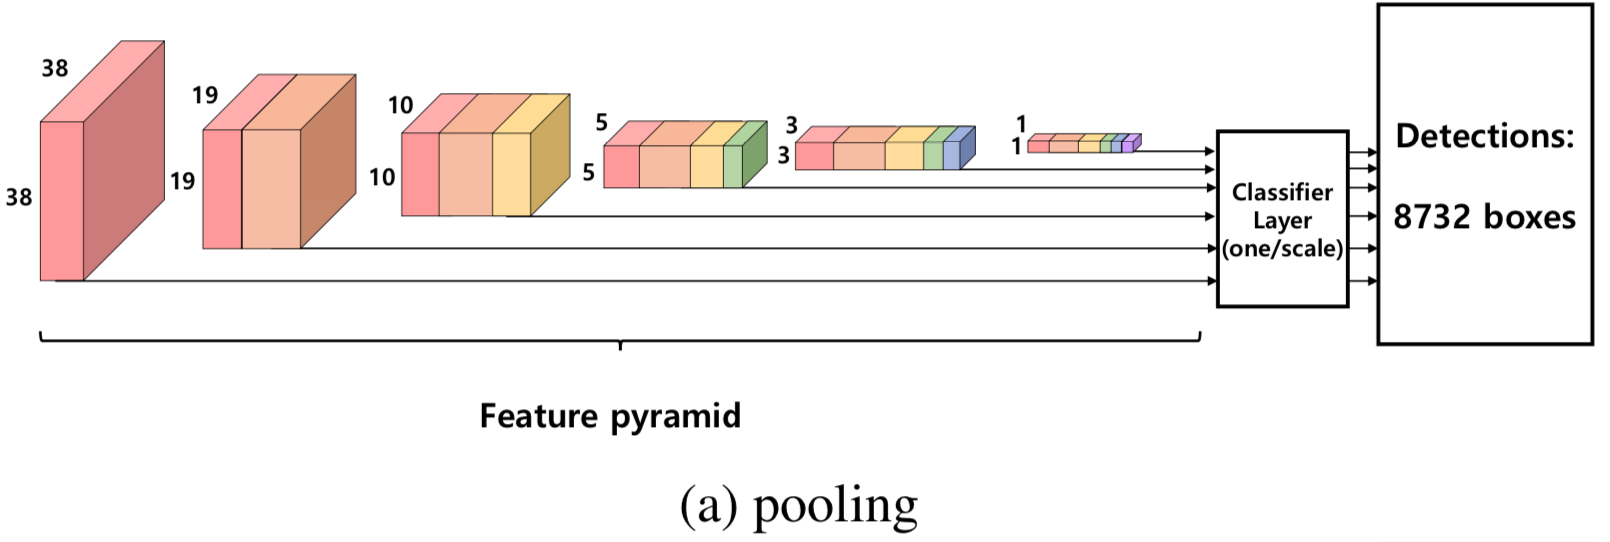 38
38
19
19
10
10
5
5
3
3
1
1
Classifier
Layer
(one/scale)
Detections:
8732 boxes
Feature pyramid
(a) pooling